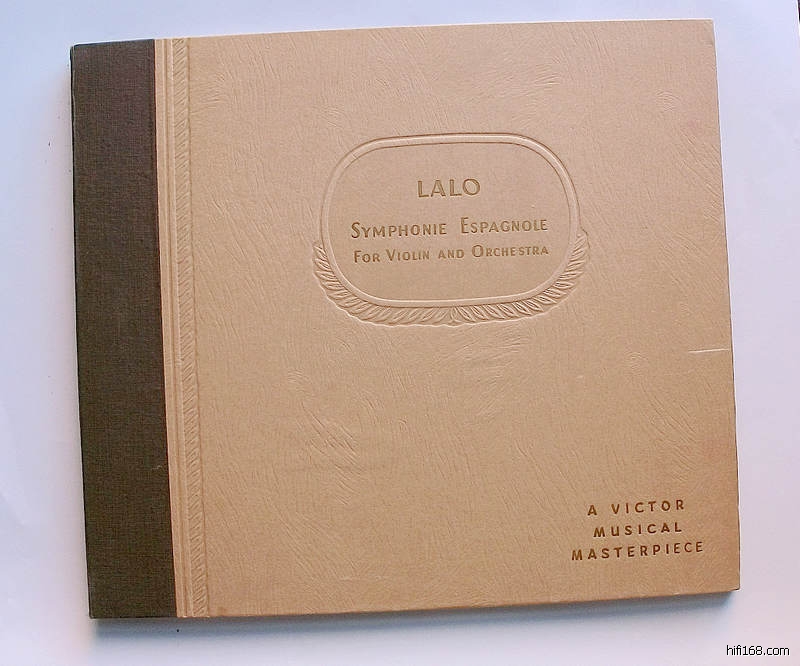 LALO
SYMPHONIE ESPAGNOLE
FOR VIOLIN AND ORCHESTRA
A VICTOR
MUSICAL
MASTERPIECE
hifi168.com